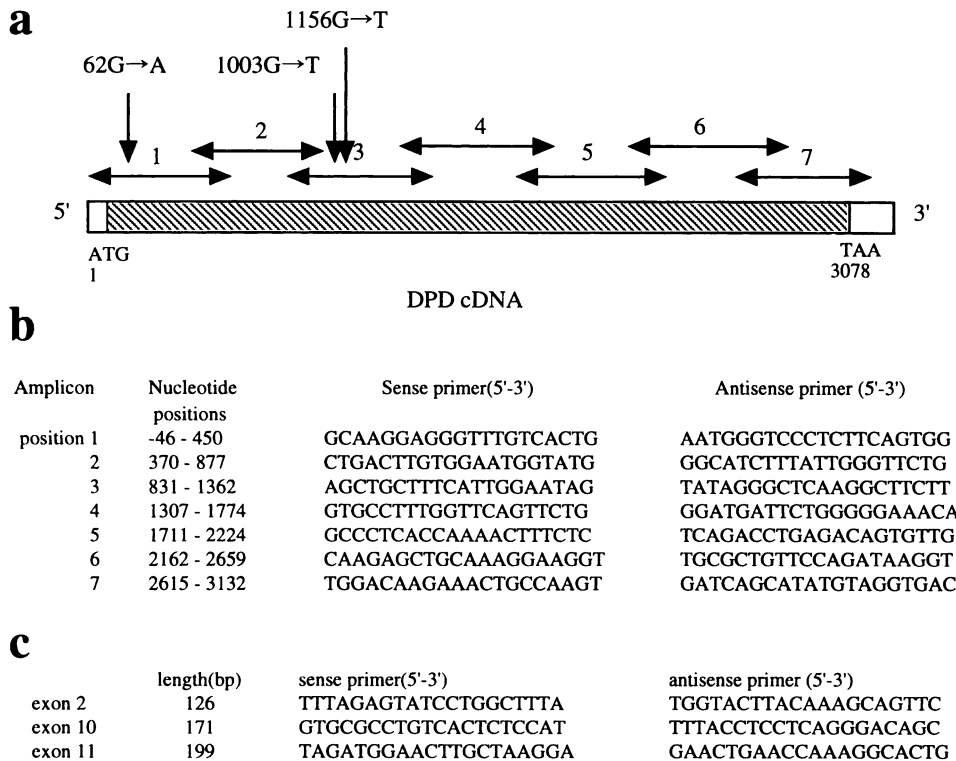 a
1156G→T
62G→A 1003G→T
1 2 3 4 5 6 7
5' 3'
ATG TAA
1 3078
DPD cDNA
b
Amplicon Nucleotide positions Sense primer(5'-3') Antisense primer (5'-3')
position 1 -46 - 450 GCAAGGAGGGTTTGTCACTG AATGGGTCCCTCTTCAGTGG
2 370 - 877 CTGACTTGTGGAATGGTATG GGCATCTTTATTGGGTTCTG
3 831 - 1362 AGCTGCTTTCATTGGAATAG TATAGGGCTCAAGGCTTCTT
4 1307 - 1774 GTGCCTTTGGTTCAGTTCTG GGATGATTCTGGGGGAAACA
5 1711 - 2224 GCCCTCACCAAAACTTTCTC TCAGACCTGAGACAGTGTTG
6 2162 - 2659 CAAGAGCTGCAAAGGAAGGT TGCGCTGTTCCAGATAAGGT
7 2615 - 3132 TGGACAAGAAACTGCCAAGT GATCAGCATATGTAGGTGAC
c
length(bp) sense primer(5'-3') antisense primer (5'-3')
exon 2 126 TTTAGAGTATCCTGGCTTTA TGGTACTTACAAAGCAGTTC
exon 10 171 GTGCGCCTGTCACTCTCCAT TTTACCTCCTCAGGGACAGC
exon 11 199 TAGATGGAACTTGCTAAGGA GAACTGAACCAAAGGCACTG